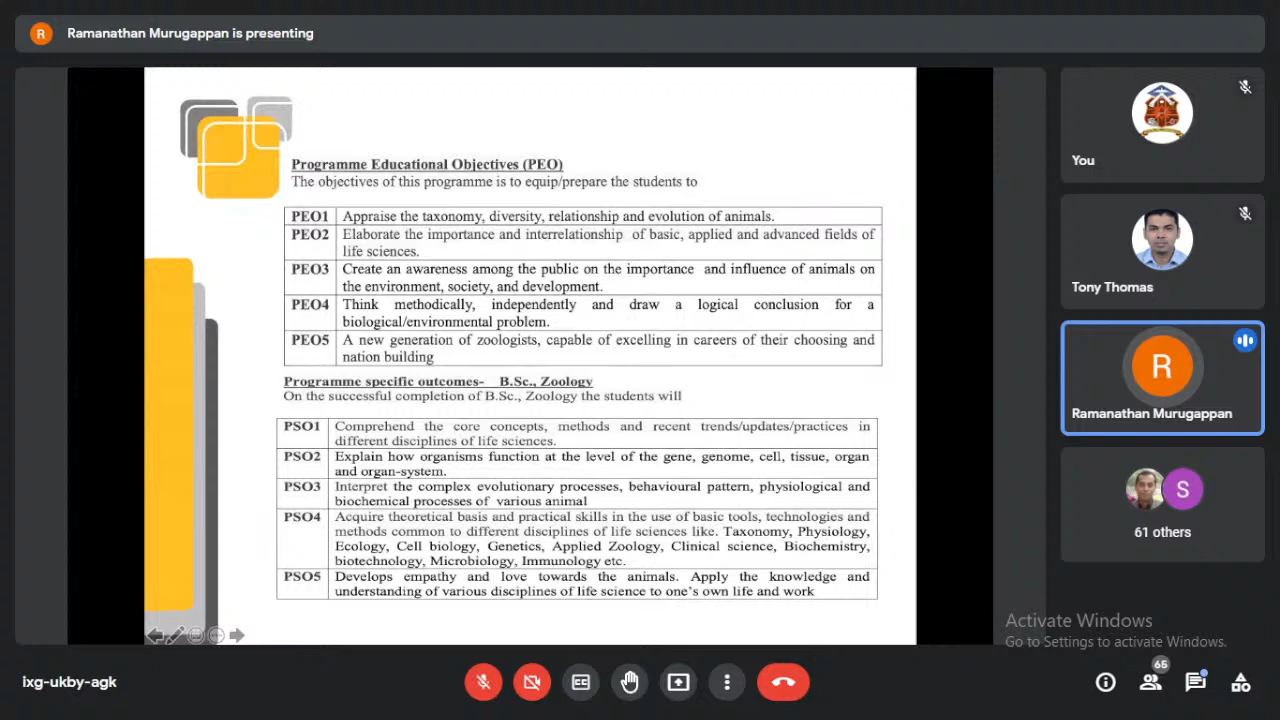 R Ramanathan Murugappan is presenting
Programme Educational Objectives (PEO)
The objectives of this programme is to equip/prepare the students to
PEO1 Appraise the taxonomy, diversity, relationship and evolution of animals.
PEO2 Elaborate the importance and interrelationship of basic, applied and advanced fields of
life sciences.
PEO3 Create an awareness among the public on the importance and influence of animals on
the environment, society, and development.
PEO4 Think methodically, independently and draw a logical conclusion for a
biological/environmental problem.
PEO5 A new generation of zoologists, capable of excelling in careers of their choosing and
nation building
Programme specific outcomes- B.Sc., Zoology
On the successful completion of B.Sc., Zoology the students will
PSO1 Comprehend the core concepts, methods and recent trends/updates/practices in
different disciplines of life sciences.
PSO2 Explain how organisms function at the level of the gene, genome, cell, tissue, organ
and organ-system.
PSO3 Interpret the complex evolutionary processes, behavioural pattern, physiological and
biochemical processes of various animal
PSO4 Acquire theoretical basis and practical skills in the use of basic tools, technologies and
methods common to different disciplines of life sciences like. Taxonomy, Physiology,
Ecology, Cell biology, Genetics, Applied Zoology, Clinical science, Biochemistry,
biotechnology, Microbiology, Immunology etc.
PSO5 Develops empathy and love towards the animals. Apply the knowledge and
understanding of various disciplines of life science to one's own life and work
You
Tony Thomas
R
Ramanathan Murugappan
S
61 others
Activate Windows
Go to Settings to activate Windows.
ixg-ukby-agk
65